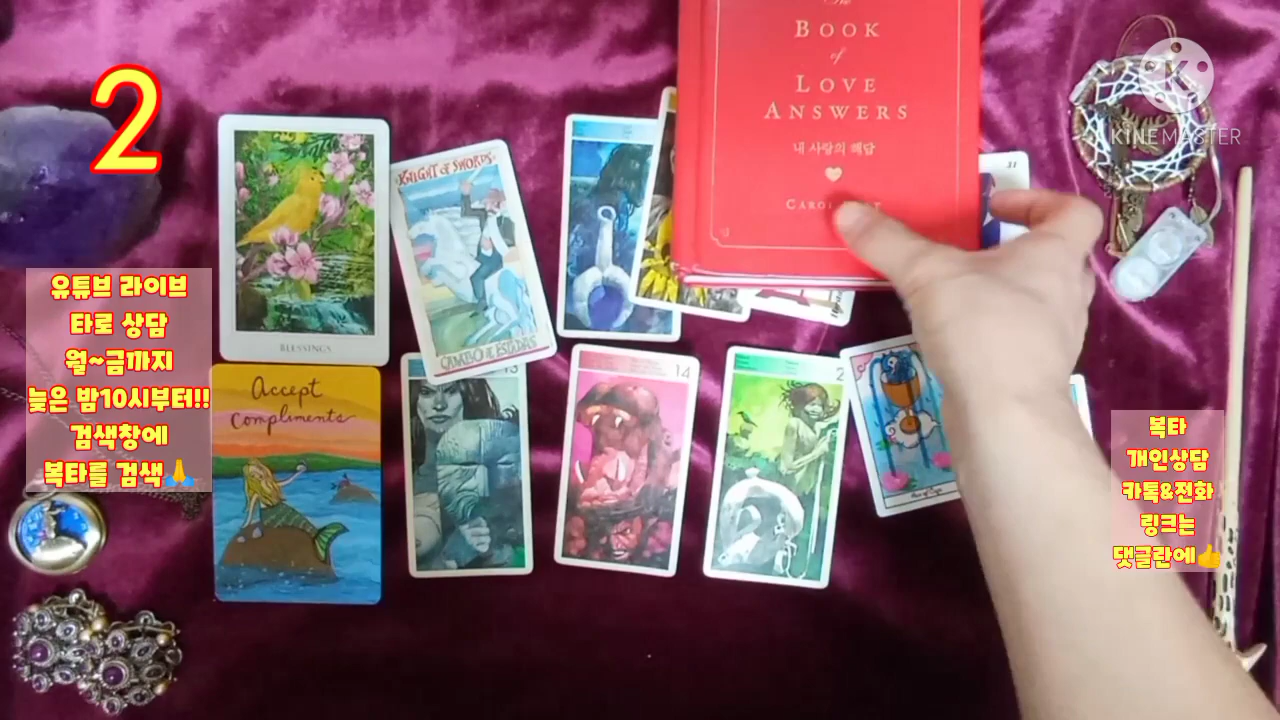 2
The
BOOK
of
LOVE
ANSWERS
내 사랑의 해답
KINEMASTER
31
KNIGHT OF SWORDS
BLESSINGS
유튜브 라이브
타로 상담
월~금까지
늦은 밤10시부터!!
검색창에
복타를 검색🙏
Accept
Compliments
13
14
2
복타
개인상담
카톡&전화
링크는
댓글란에👍